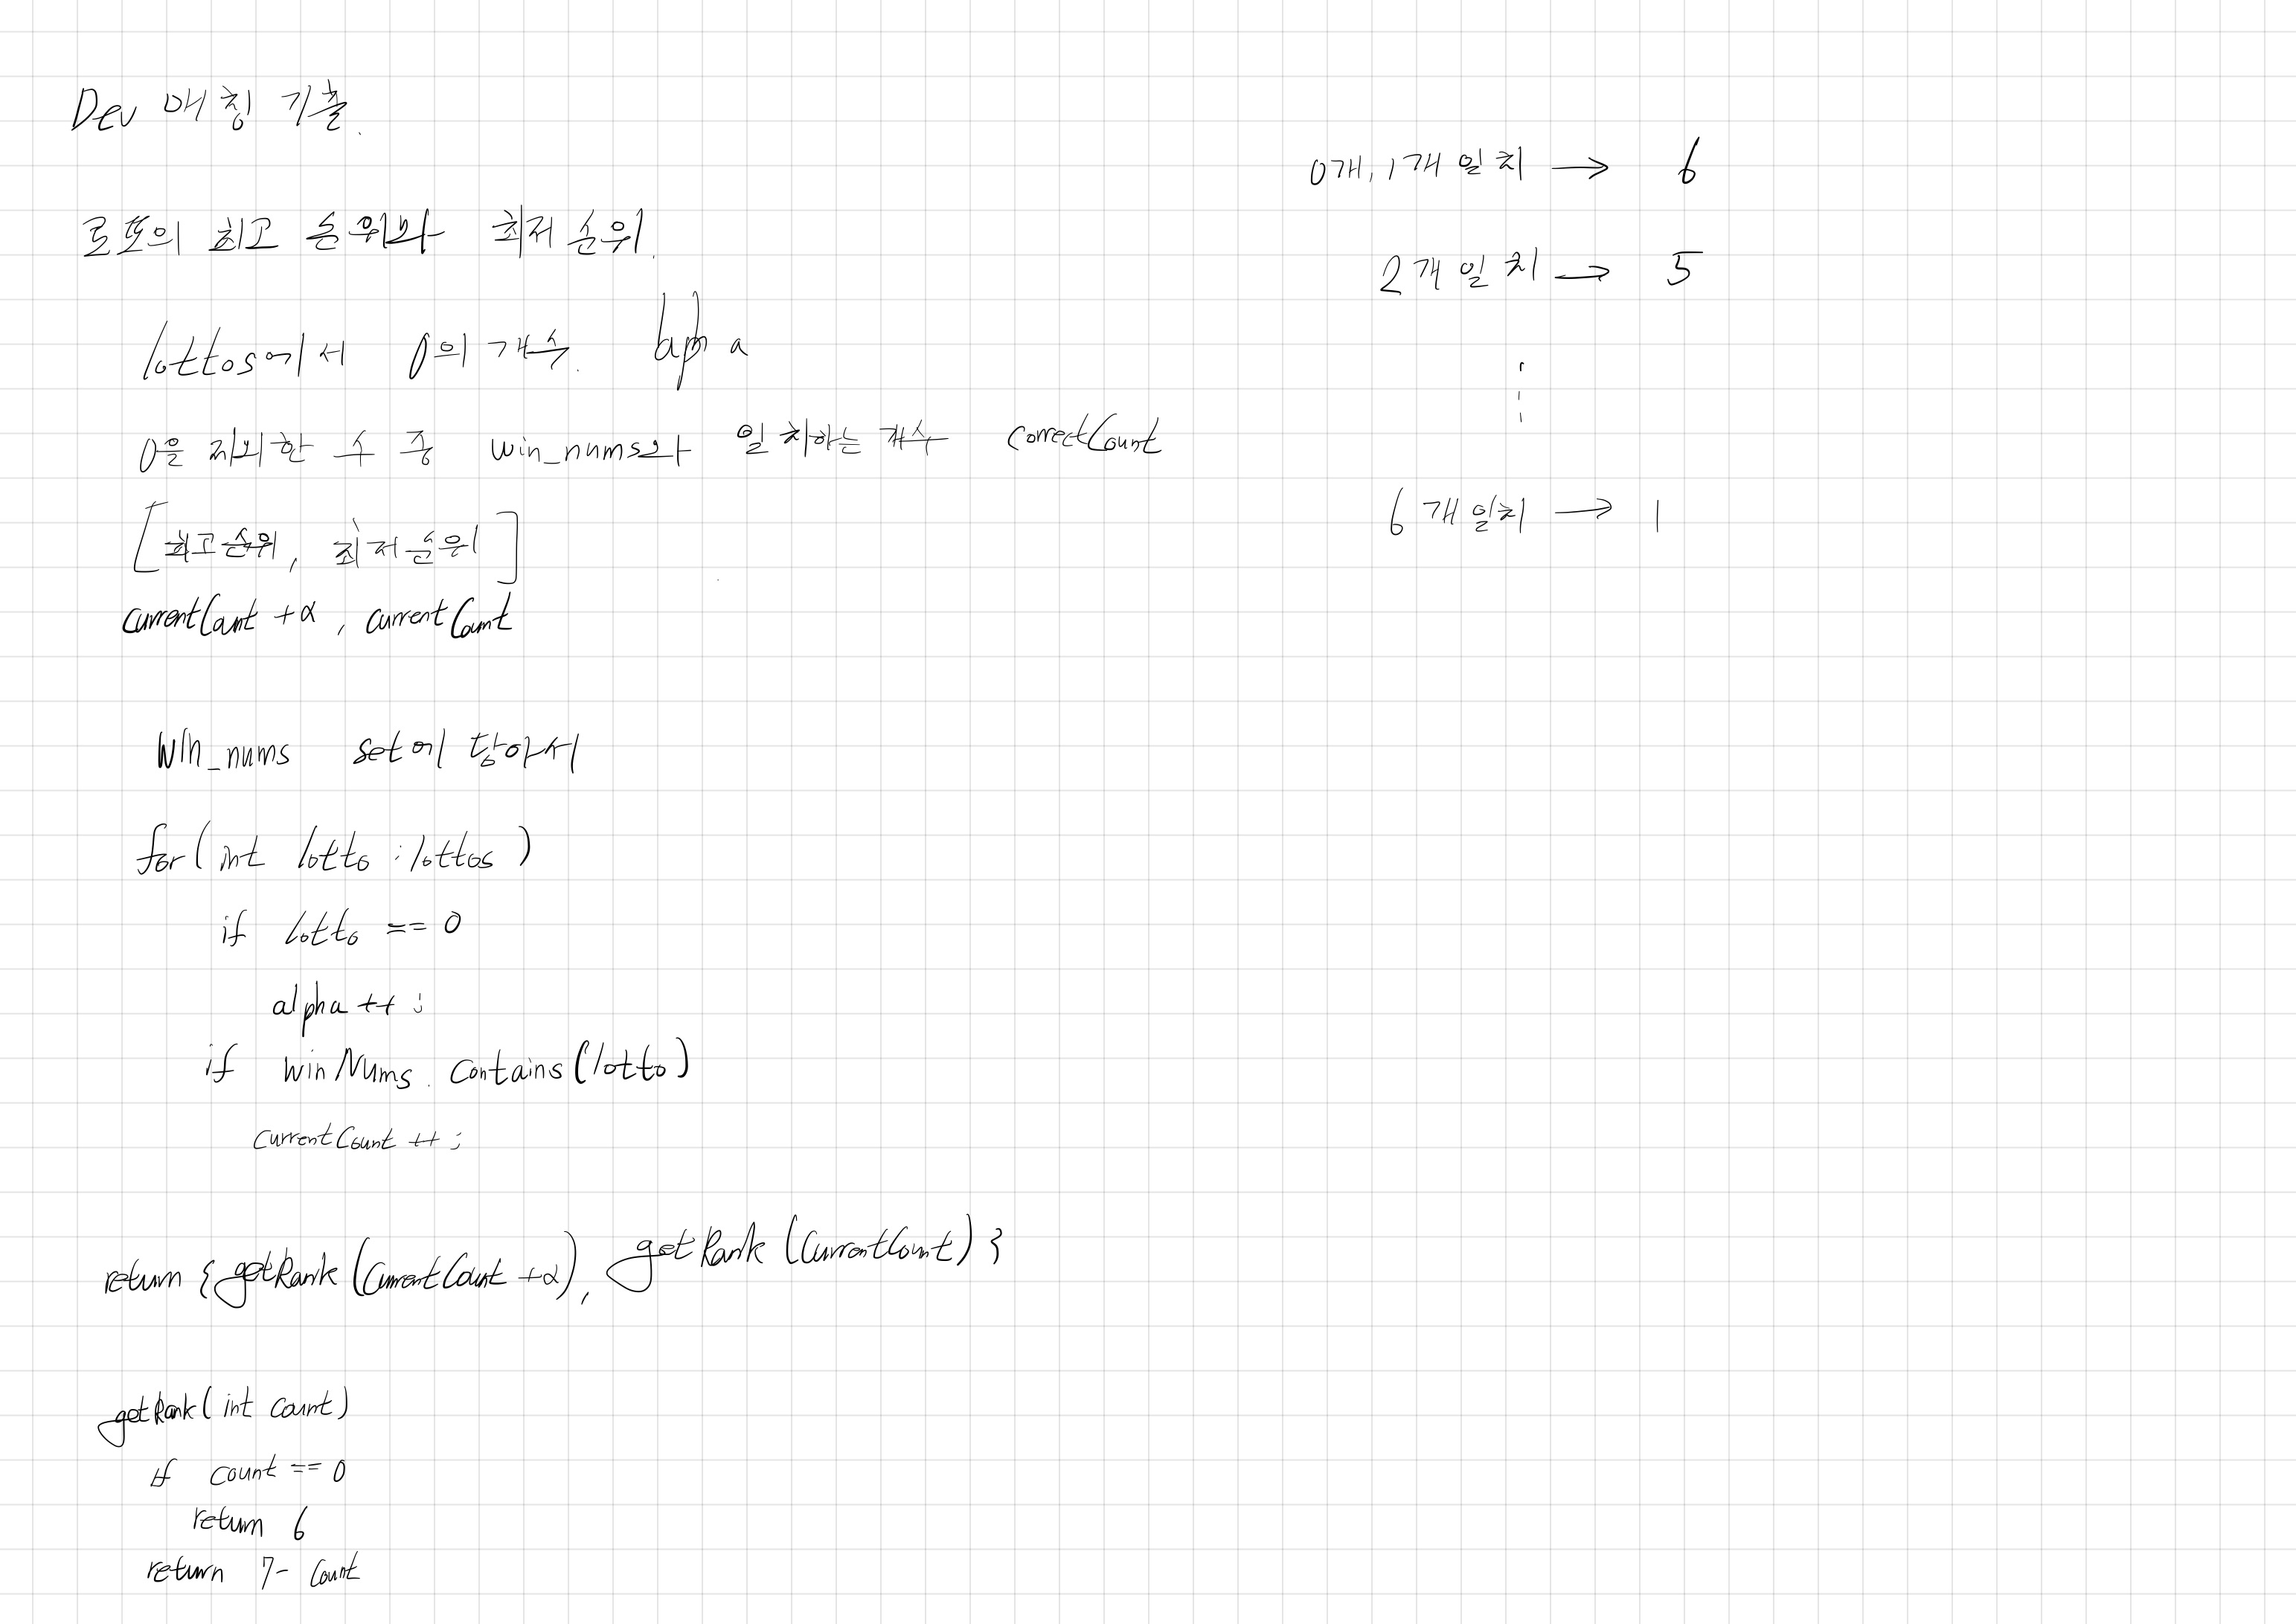 Dev 매칭 기출.
로또의 최고 순위와 최저 순위.
lottos에서 0의 개수. alpha
0을 제외한 수 중 win_nums와 일치하는 개수 correctCount
[최고순위, 최저순위]
currentCount +α, currentCount
win_nums set에 담아서
for(int lotto : lottos)
if lotto == 0
alpha++;
if winNums.contains(lotto)
currentCount++;
return {getRank(currentCount +α), getRank(currentCount)}
getRank(int count)
if count == 0
return 6
return 7- count
0개, 1개 일치 → 6
2개 일치 → 5
⋮
6개 일치 → 1